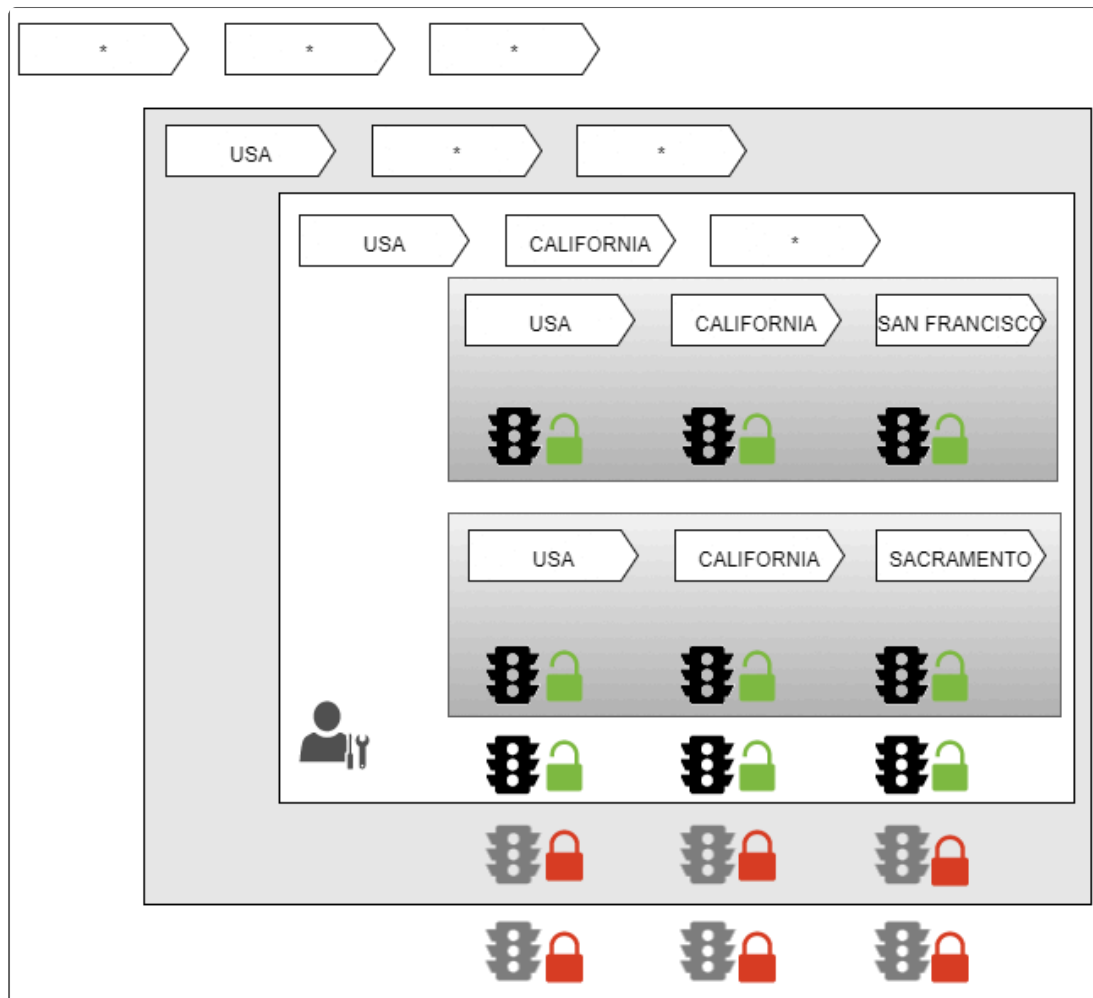 * * *
USA * *
USA CALIFORNIA *
USA CALIFORNIA SAN FRANCISCO
USA CALIFORNIA SACRAMENTO